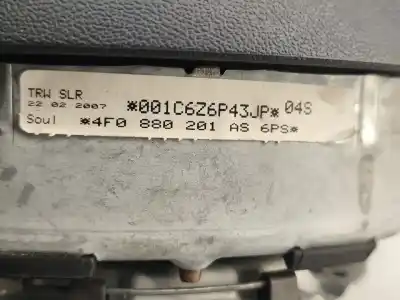 TRW SLR
22 02 2007 *001C6Z6P43JP* 04S
Soul *4F0 880 201 AS 6PS*